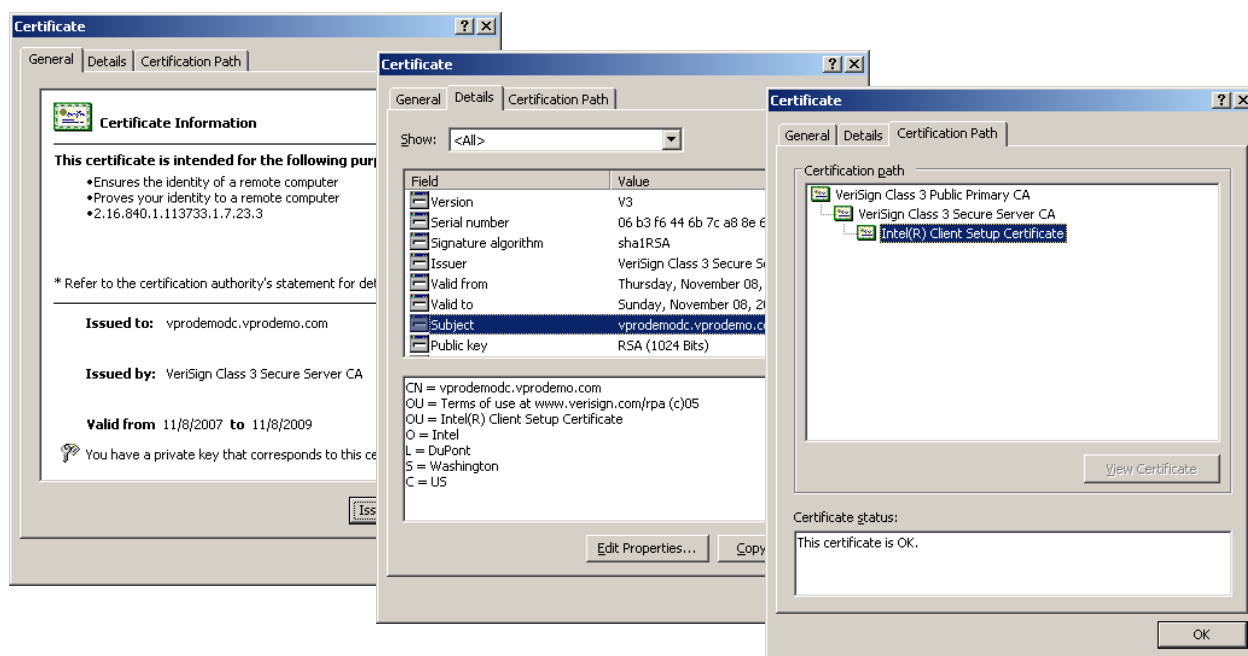 Certificate
General Details Certification Path
Certificate Information
This certificate is intended for the following
•Ensures the identity of a remote computer
•Proves your identity to a remote computer
•2.16.840.1.113733.1.7.23.3
* Refer to the certification authority's statement for
Issued to: vprodemodc.vprodemo.com
Issued by: VeriSign Class 3 Secure Server CA
Valid from 11/8/2007 to 11/8/2009
You have a private key that corresponds to this
Certificate
General Details Certification Path
Show: <All>
Field Value
Version V3
Serial number 06 b3 f6 44 6b 7c a8 8e
Signature algorithm sha1RSA
Issuer VeriSign Class 3 Secure
Valid from Thursday, November 08,
Valid to Sunday, November 08,
Subject vprodemodc.vprodemo.
Public key RSA (1024 Bits)
CN = vprodemodc.vprodemo.com
OU = Terms of use at www.verisign.com/rpa (c)05
OU = Intel(R) Client Setup Certificate
O = Intel
L = DuPont
S = Washington
C = US
Edit Properties... Copy
Certificate
General Details Certification Path
Certification path
VeriSign Class 3 Public Primary CA
VeriSign Class 3 Secure Server CA
Intel(R) Client Setup Certificate
View Certificate
Certificate status:
This certificate is OK.
OK